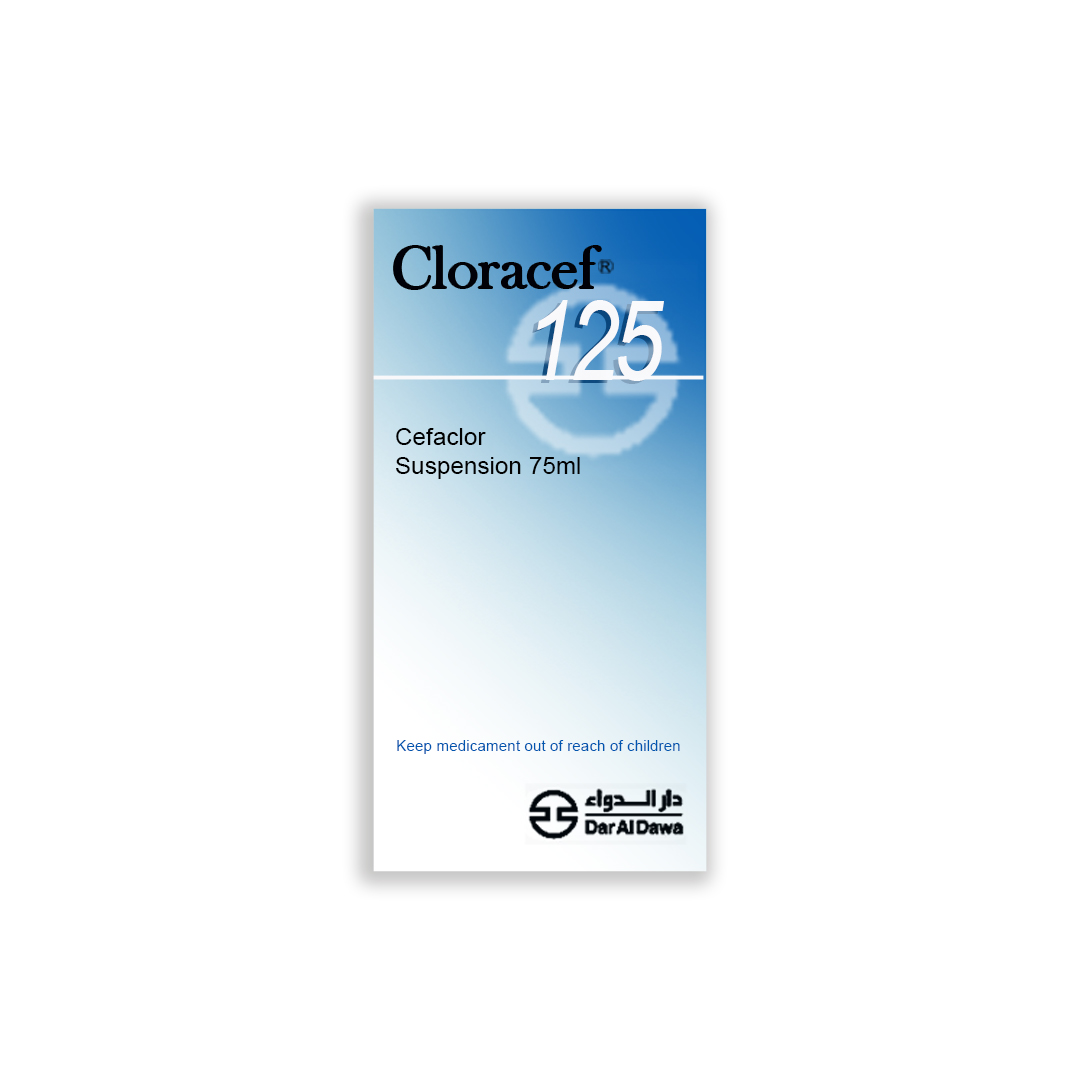 Cloracef®
125
Cefaclor
Suspension 75ml
Keep medicament out of reach of children
دار الدواء
Dar Al Dawa